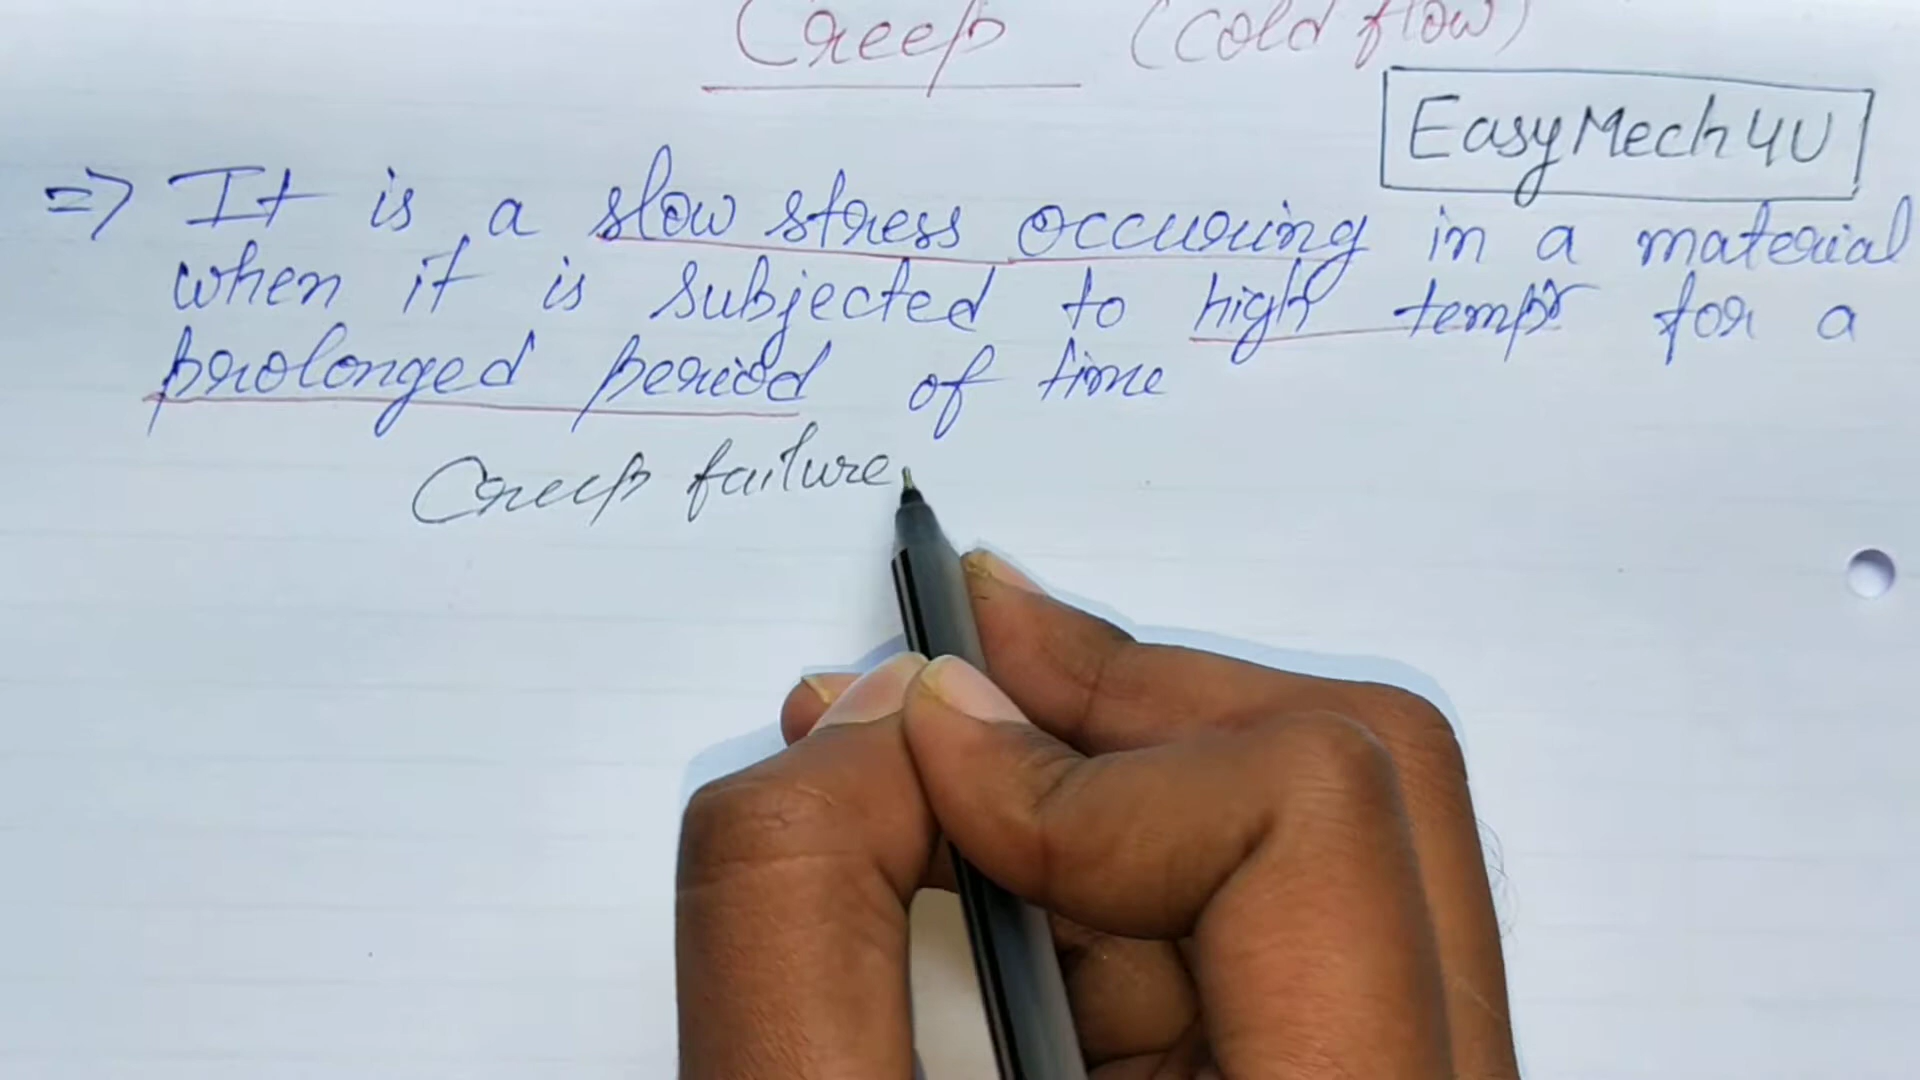 Creep (cold flow)
EasyMech4U
=> It is a slow stress occuring in a material
when it is subjected to high tempr for a
prolonged period of time
Creep failure